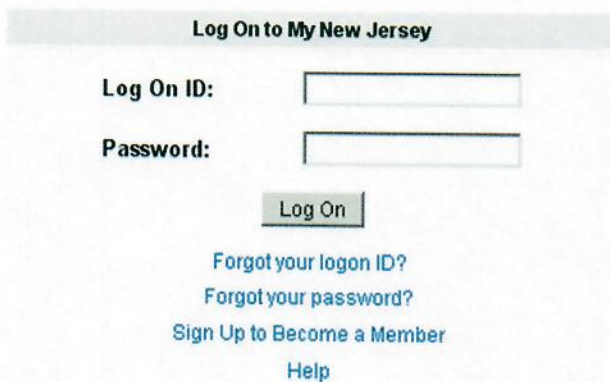 Log On to My New Jersey
Log On ID:
Password:
Log On
Forgot your logon ID?
Forgot your password?
Sign Up to Become a Member
Help